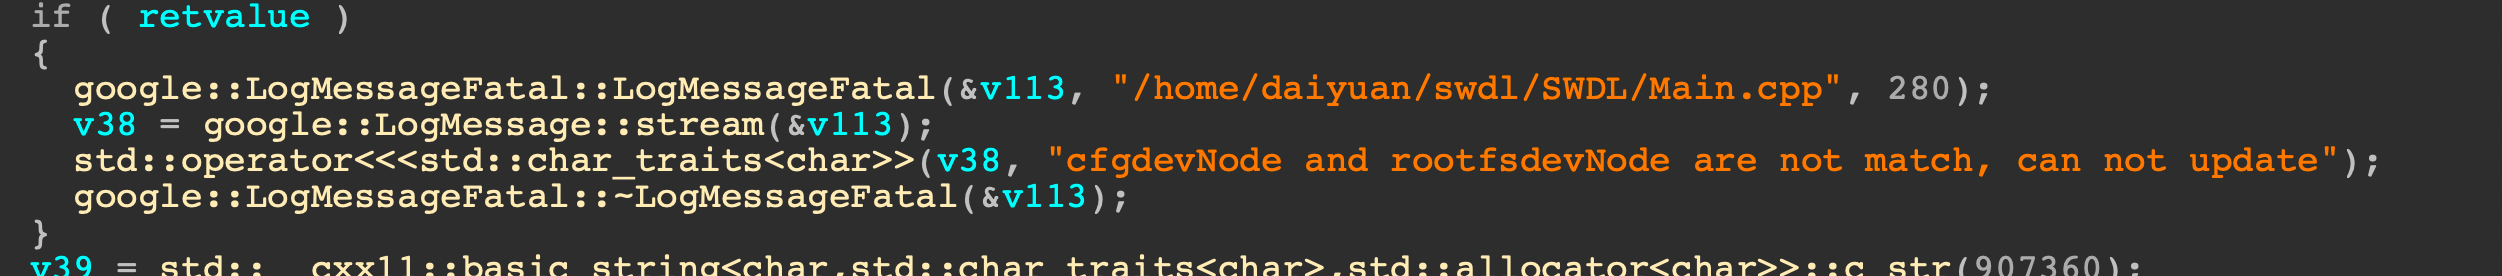 if ( retvalue )
{
google::LogMessageFatal::LogMessageFatal(&v113, "/home/daiyuan/swdl/SWDL/Main.cpp", 280);
v38 = google::LogMessage::stream(&v113);
std::operator<<<std::char_traits<char>>(v38, "cfgdevNode and rootfsdevNode are not match, can not update");
google::LogMessageFatal::~LogMessageFatal(&v113);
}
v39 = std::__cxx11::basic_string<char,std::char_traits<char>,std::allocator<char>>::c_str(907360);